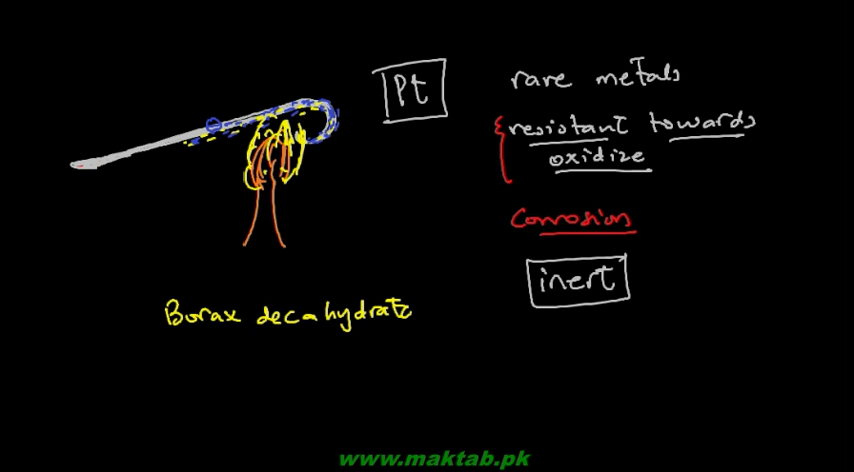 Pt
rare metals
resistant towards
oxidize
Corrosion
inert
Borax decahydrate
www.maktab.pk